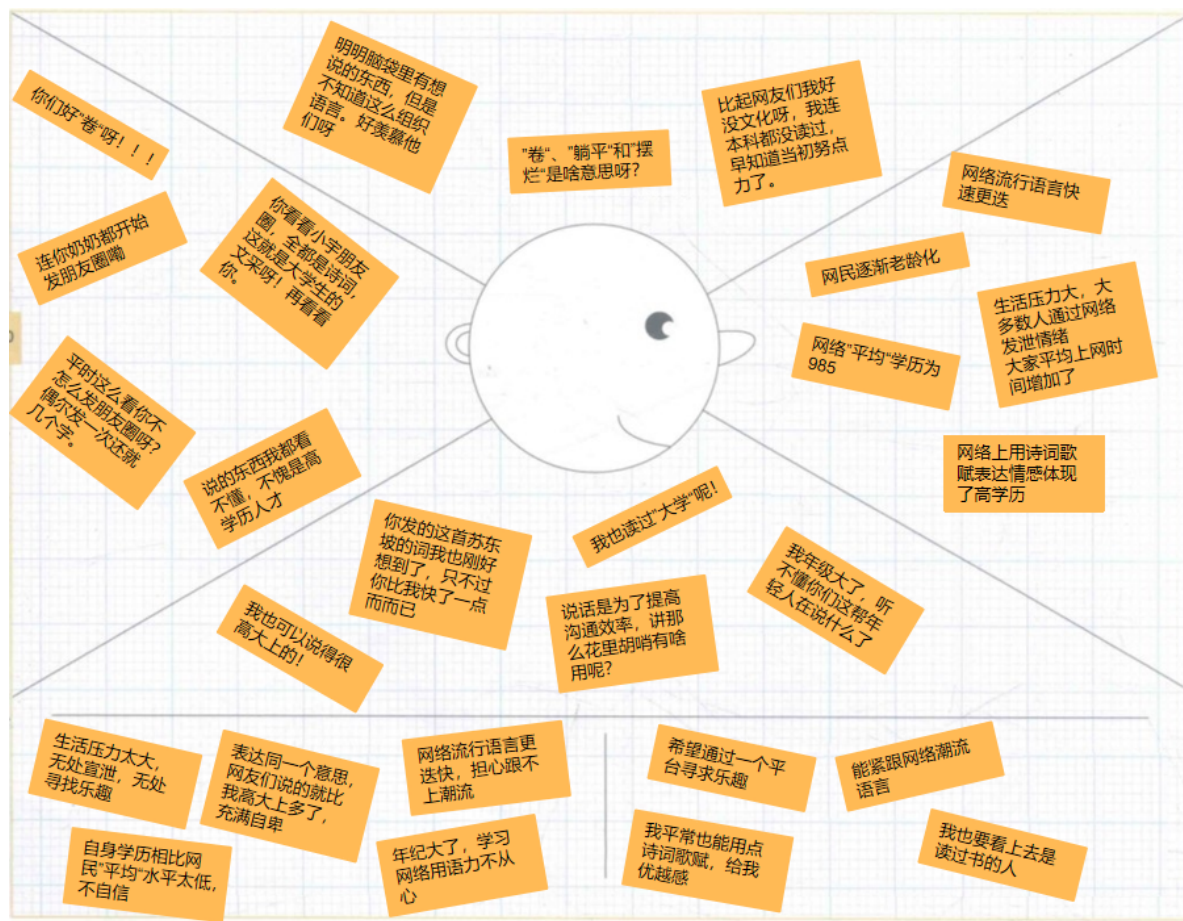 明明脑袋里有想
说的东西，但是
不知道这么组织
语言。好羡慕他
们呀
"卷"、"躺平"和"摆
烂"是啥意思呀？
比起网友们我好
没文化呀，我连
本科都没读过，
早知道当初努点
力了。
你们好"卷"呀！！！
连你奶奶都开始
发朋友圈嘞
你看看小宇朋友
圈，全都是诗词，
这就是大学生的
文采呀！再看看
你。
平时这么看你不
怎么发朋友圈呀？
偶尔发一次还就
几个字。
说的东西我都看
不懂，不愧是高
学历人才
网络流行语言快
速更迭
网民逐渐老龄化
生活压力大，大
多数人通过网络
发泄情绪
大家平均上网时
间增加了
网络"平均"学历为
985
网络上用诗词歌
赋表达情感体现
了高学历
我也可以说得很
高大上的！
你发的这首苏东
坡的词我也刚好
想到了，只不过
你比我快了一点
而而已
我也读过"大学"呢！
说话是为了提高
沟通效率，讲那
么花里胡哨有啥
用呢？
我年级大了，听
不懂你们这帮年
轻人在说什么了
生活压力太大，
无处宣泄，无处
寻找乐趣
表达同一个意思，
网友们说的就比
我高大上多了，
充满自卑
网络流行语言更
迭快，担心跟不
上潮流
自身学历相比网
民"平均"水平太低，
不自信
年纪大了，学习
网络用语力不从
心
希望通过一个平
台寻求乐趣
能紧跟网络潮流
语言
我平常也能用点
诗词歌赋，给我
优越感
我也要看上去是
读过书的人